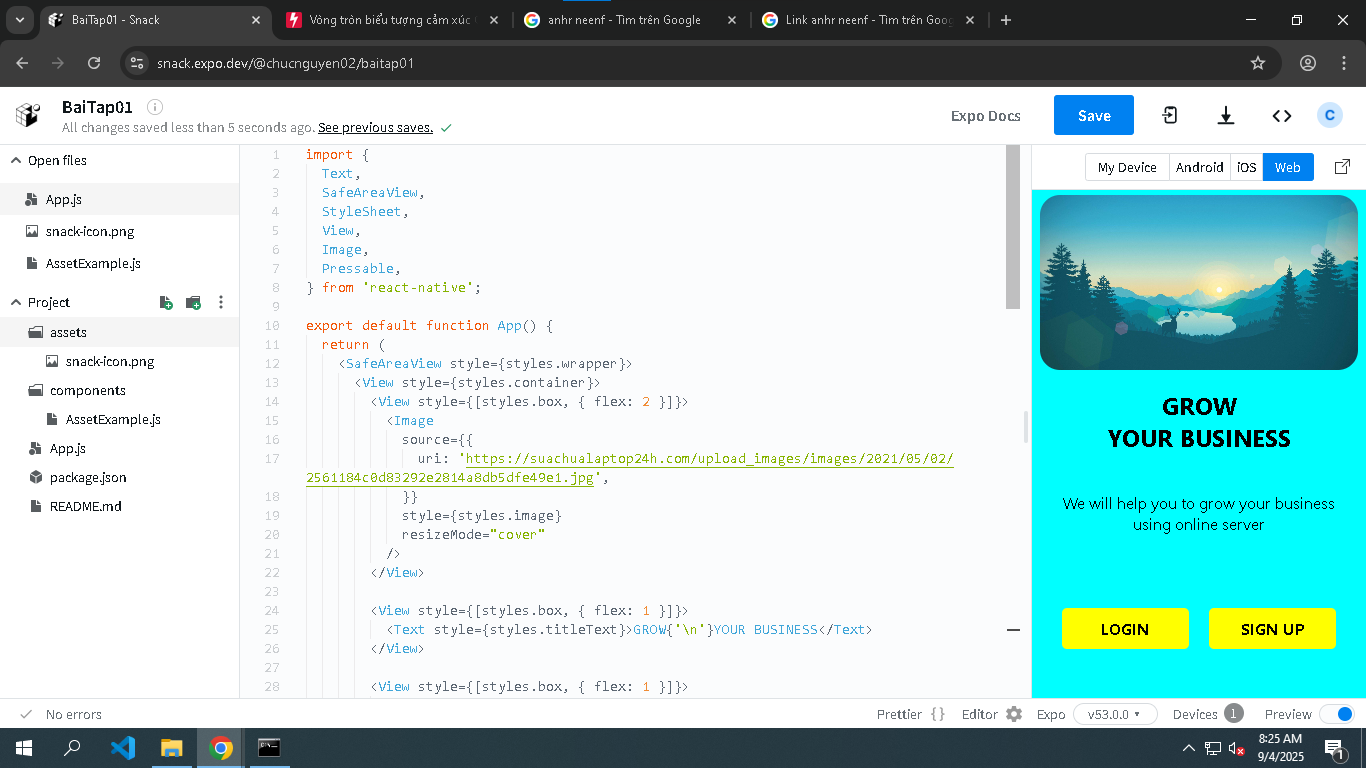 BaiTap01 - Snack
Vòng tròn biểu tượng cảm xúc
anhr neenf - Tìm trên Google
Link anhr neenf - Tìm trên Goog
snack.expo.dev/@chucnguyen02/baitap01
BaiTap01
All changes saved less than 5 seconds ago. See previous saves.
Expo Docs
Save
C
Open files
App.js
snack-icon.png
AssetExample.js
Project
assets
snack-icon.png
components
AssetExample.js
App.js
package.json
README.md
1 import {
2 Text,
3 SafeAreaView,
4 StyleSheet,
5 View,
6 Image,
7 Pressable,
8 } from 'react-native';
9
10 export default function App() {
11 return (
12 <SafeAreaView style={styles.wrapper}>
13 <View style={styles.container}>
14 <View style={[styles.box, { flex: 2 }]}>
15 <Image
16 source={{
17 uri: 'https://suachualaptop24h.com/upload_images/images/2021/05/02/
2561184c0d83292e2814a8db5dfe49e1.jpg',
18 }}
19 style={styles.image}
20 resizeMode="cover"
21 />
22 </View>
23
24 <View style={[styles.box, { flex: 1 }]}>
25 <Text style={styles.titleText}>GROW{'\n'}YOUR BUSINESS</Text>
26 </View>
27
28 <View style={[styles.box, { flex: 1 }]}>
My Device
Android
iOS
Web
GROW
YOUR BUSINESS
We will help you to grow your business
using online server
LOGIN
SIGN UP
No errors
Prettier {}
Editor
Expo
v53.0.0
Devices 1
Preview
8:25 AM
9/4/2025
1